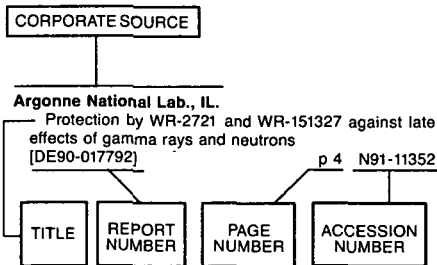 CORPORATE SOURCE
Argonne National Lab., IL.
Protection by WR-2721 and WR-151327 against late
effects of gamma rays and neutrons
[DE90-017792] p 4 N91-11352
TITLE REPORT NUMBER PAGE NUMBER ACCESSION NUMBER